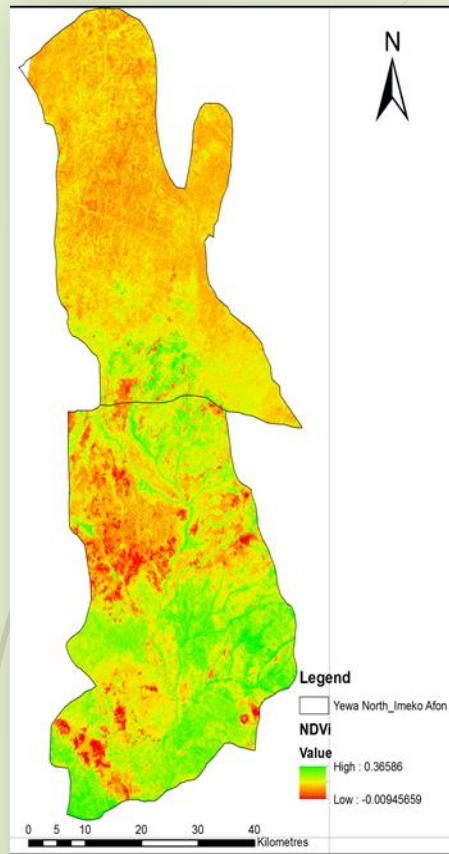 N
Legend
Yewa North_Imeko Afon
NDVi
Value
High : 0.36586
Low : -0.00945659
0 5 10 20 30 40
Kilometres